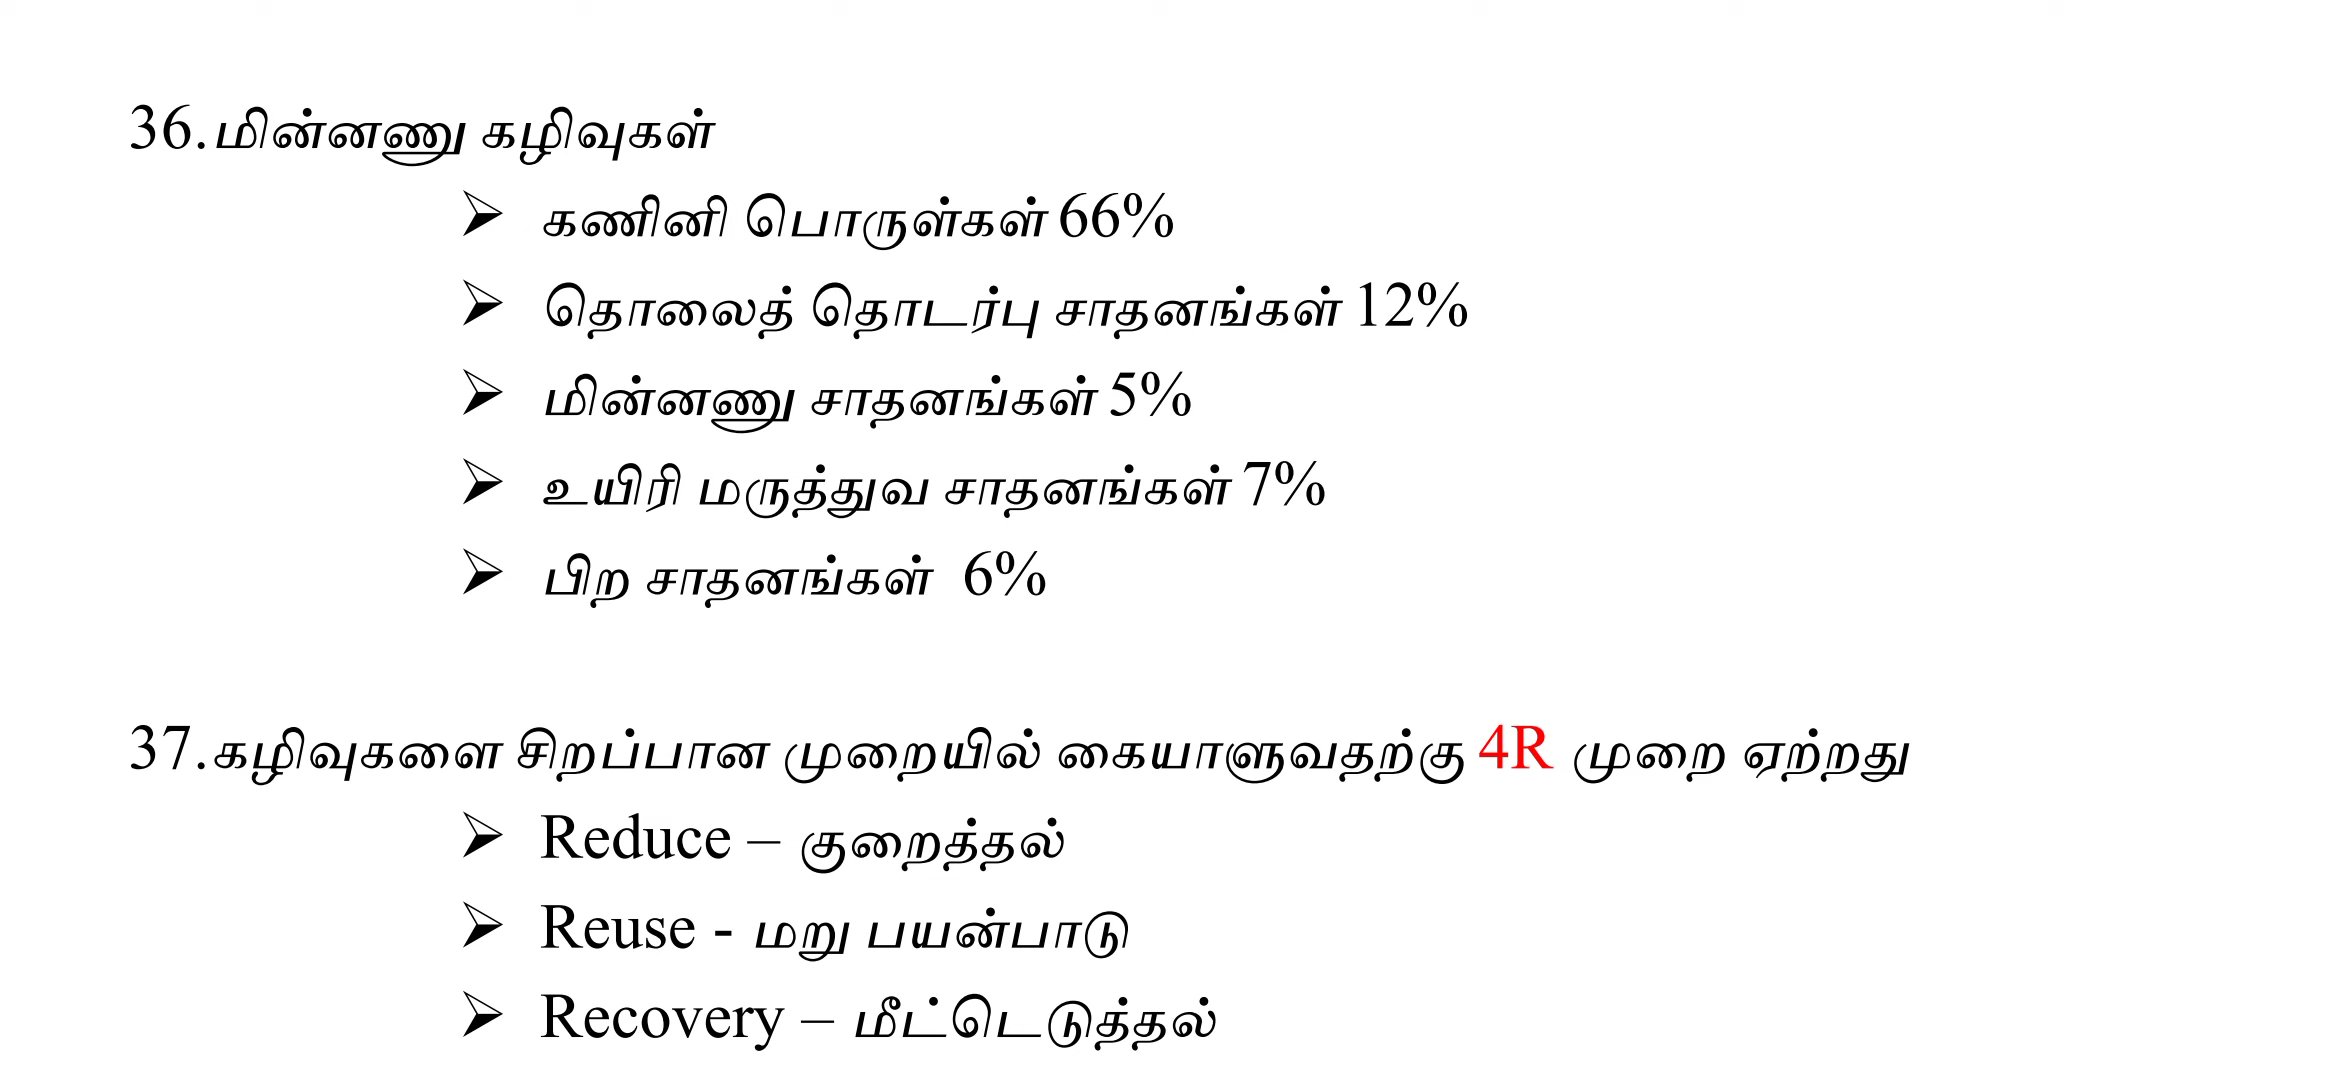 36.மின்னணு கழிவுகள்
➢ கணினி பொருள்கள் 66%
➢ தொலைத் தொடர்பு சாதனங்கள் 12%
➢ மின்னணு சாதனங்கள் 5%
➢ உயிரி மருத்துவ சாதனங்கள் 7%
➢ பிற சாதனங்கள் 6%
37.கழிவுகளை சிறப்பான முறையில் கையாளுவதற்கு 4R முறை ஏற்றது
➢ Reduce – குறைத்தல்
➢ Reuse - மறு பயன்பாடு
➢ Recovery – மீட்டெடுத்தல்